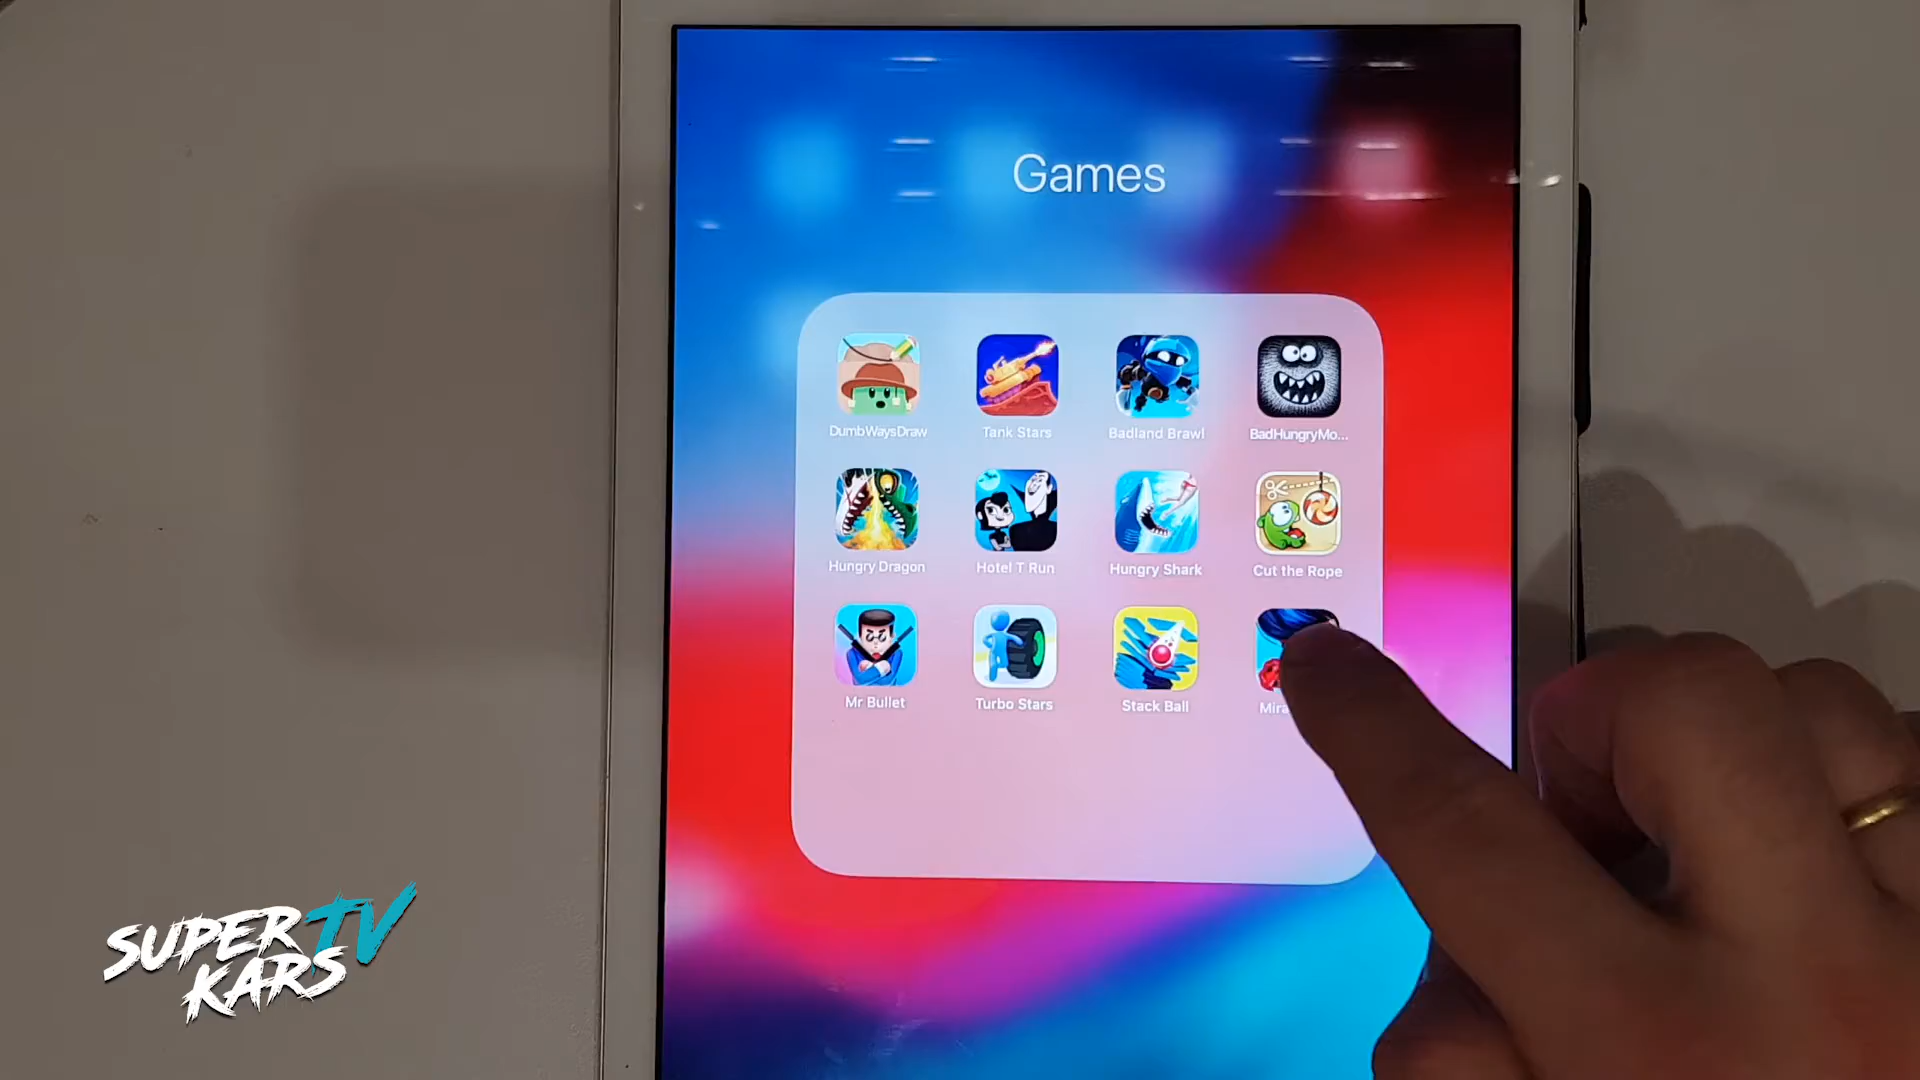 Games
DumbWaysDraw
Tank Stars
Badland Brawl
BadHungryMo...
Hungry Dragon
Hotel T Run
Hungry Shark
Cut the Rope
Mr Bullet
Turbo Stars
Stack Ball
SUPER TV
KARS